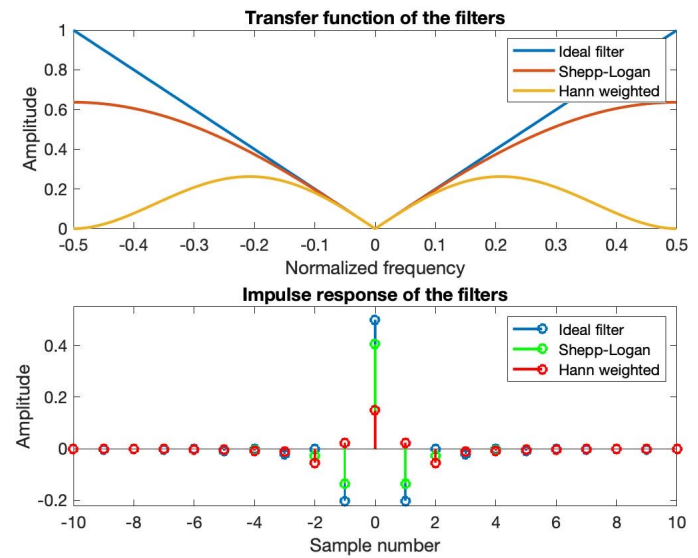 Transfer function of the filters
1
0.8
0.6
0.4
0.2
0
Amplitude
Ideal filter
Shepp-Logan
Hann weighted
-0.5 -0.4 -0.3 -0.2 -0.1 0 0.1 0.2 0.3 0.4 0.5
Normalized frequency
Impulse response of the filters
0.4
0.2
0
-0.2
Amplitude
Ideal filter
Shepp-Logan
Hann weighted
-10 -8 -6 -4 -2 0 2 4 6 8 10
Sample number